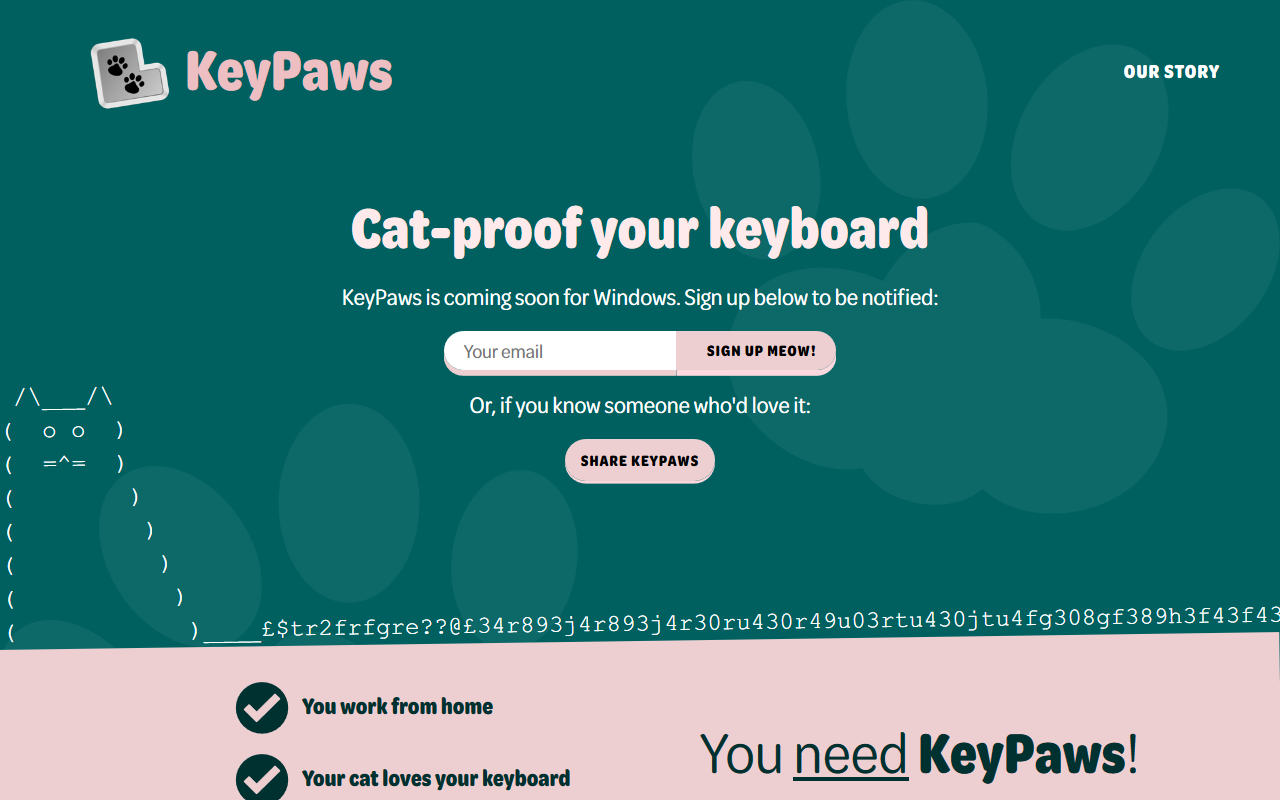 KeyPaws
OUR STORY
Cat-proof your keyboard
KeyPaws is coming soon for Windows. Sign up below to be notified:
Your email
SIGN UP MEOW!
Or, if you know someone who'd love it:
SHARE KEYPAWS
/\___/\
(  o o  )
(  =^=  )
(        )
(         )
(          )
(           )
(            )____£$tr2frfgre??@£34r893j4r893j4r30ru430r49u03rtu430jtu4fg308gf389h3f43f43
You work from home
Your cat loves your keyboard
You need KeyPaws!